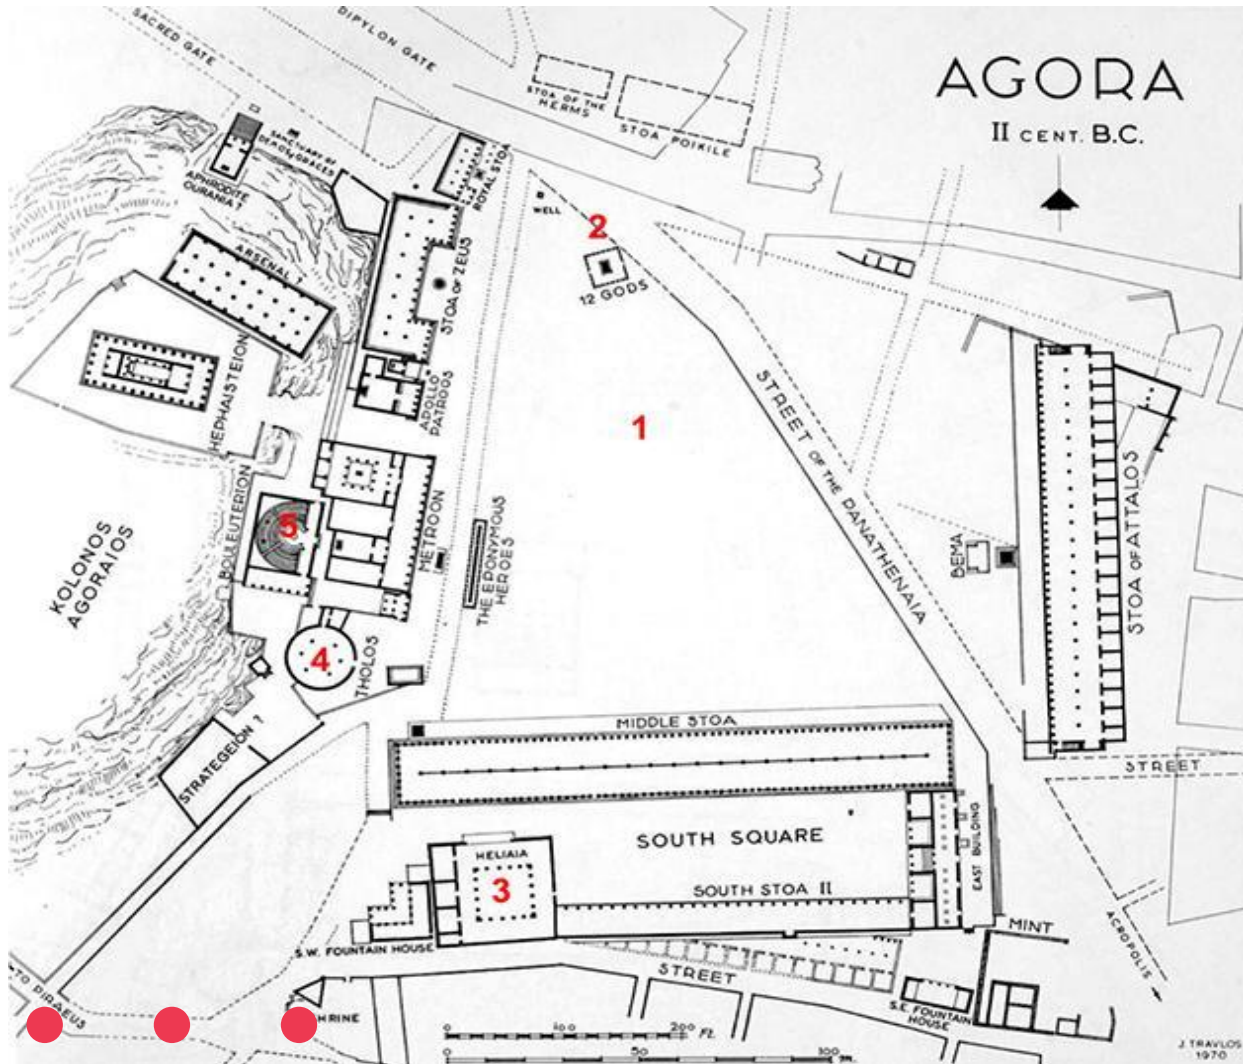 SACRED GATE
DIPYLON GATE
STOA OF THE
HERMS
STOA POIKILE
AGORA
II CENT. B.C.
SANCTUARY OF
DEMOS & GRACES
APHRODITE
OURANIA ?
ROYAL STOA
WELL
2
12 GODS
ARSENAL ?
STOA OF ZEUS
HEPHAISTEION
APOLLO
PATROOS
1
STREET OF THE PANATHENAIA
KOLONOS
AGORAIOS
BOULEUTERION
5
METROON
THE EPONYMOUS
HEROES
BEMA
STOA OF ATTALOS
4
THOLOS
STRATEGEION ?
MIDDLE STOA
STREET
SOUTH SQUARE
HELIAIA
3
SOUTH STOA II
EAST BUILDING
S.W. FOUNTAIN HOUSE
MINT
ACROPOLIS
STREET
S.E. FOUNTAIN
HOUSE
TO PIRAEUS
HRINE
0 100 200 Ft.
0 50 100 m.
J. TRAVLOS
1970